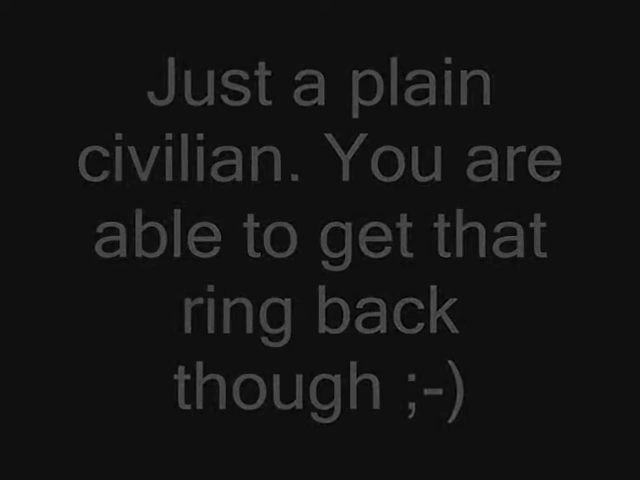 Just a plain
civilian. You are
able to get that
ring back
though ;-)